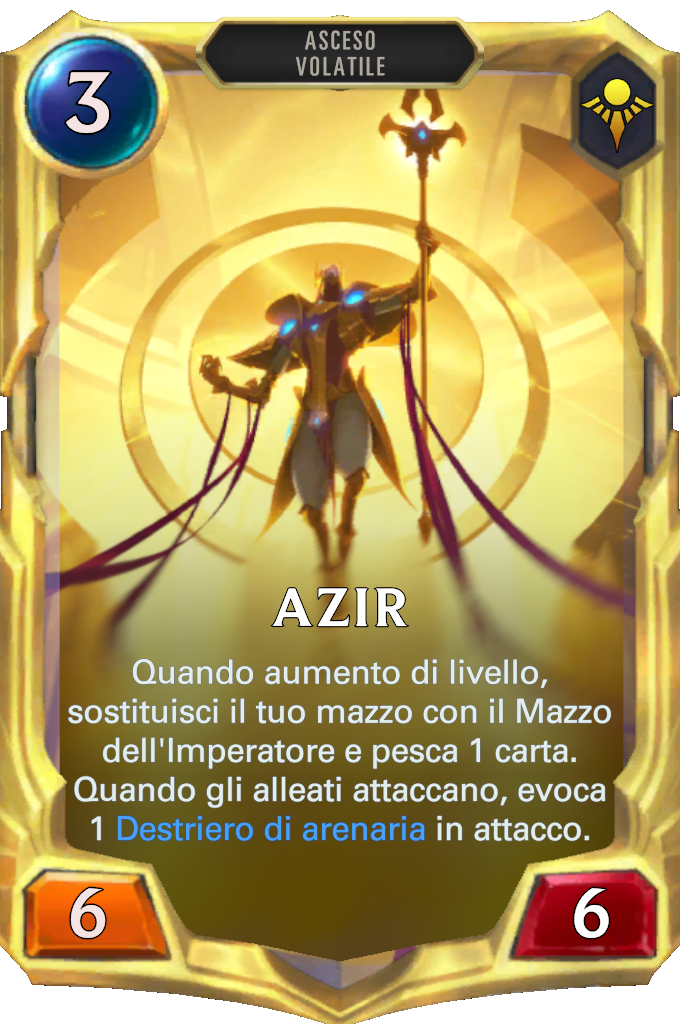 ASCESO
VOLATILE
3
AZIR
Quando aumento di livello,
sostituisci il tuo mazzo con il Mazzo
dell'Imperatore e pesca 1 carta.
Quando gli alleati attaccano, evoca
1 Destriero di arenaria in attacco.
6
6